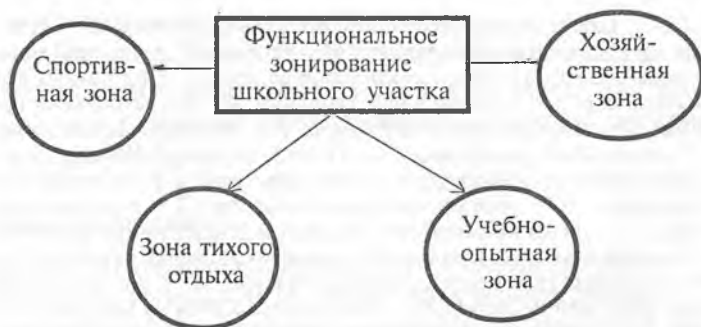 Функциональное
зонирование
школьного участка
Спортив-
ная зона
Хозяй-
ственная
зона
Зона тихого
отдыха
Учебно-
опытная
зона